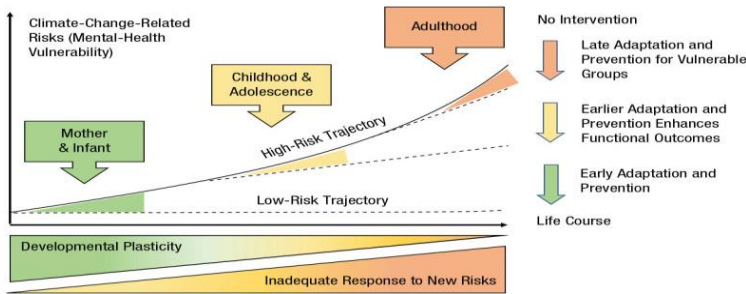 Climate-Change-Related
Risks (Mental-Health
Vulnerability)
Mother
& Infant
Childhood &
Adolescence
Adulthood
High-Risk Trajectory
Low-Risk Trajectory
No Intervention
Late Adaptation and
Prevention for Vulnerable
Groups
Earlier Adaptation and
Prevention Enhances
Functional Outcomes
Early Adaptation and
Prevention
Life Course
Developmental Plasticity
Inadequate Response to New Risks